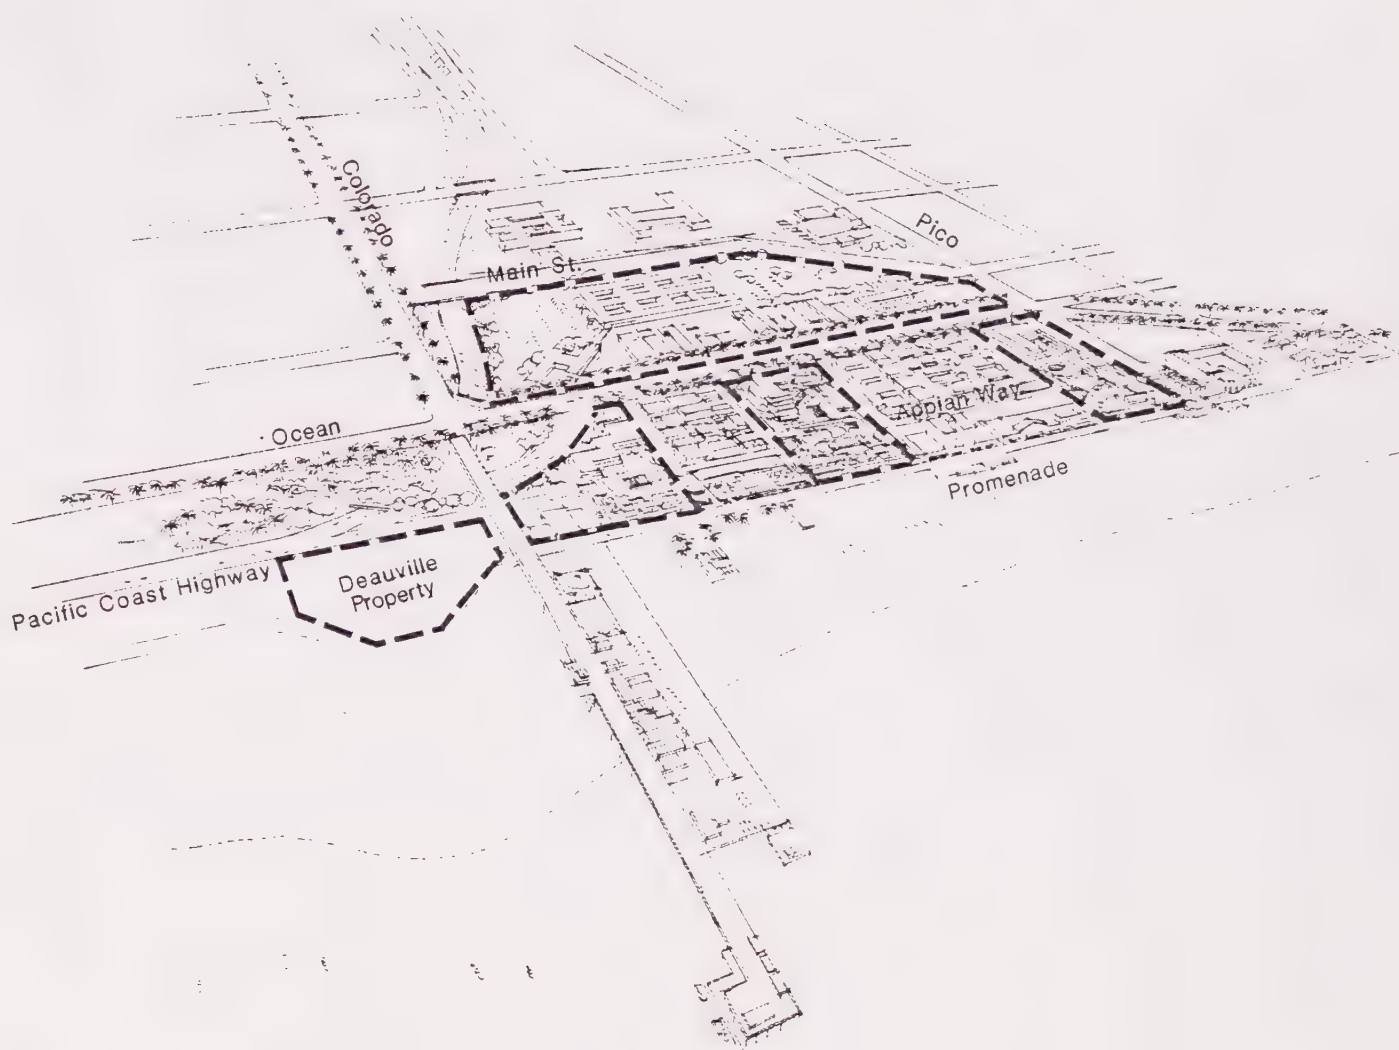 Colorado
Pico
Main St.
Ocean
Appian Way
Promenade
Deauville
Property
Pacific Coast Highway